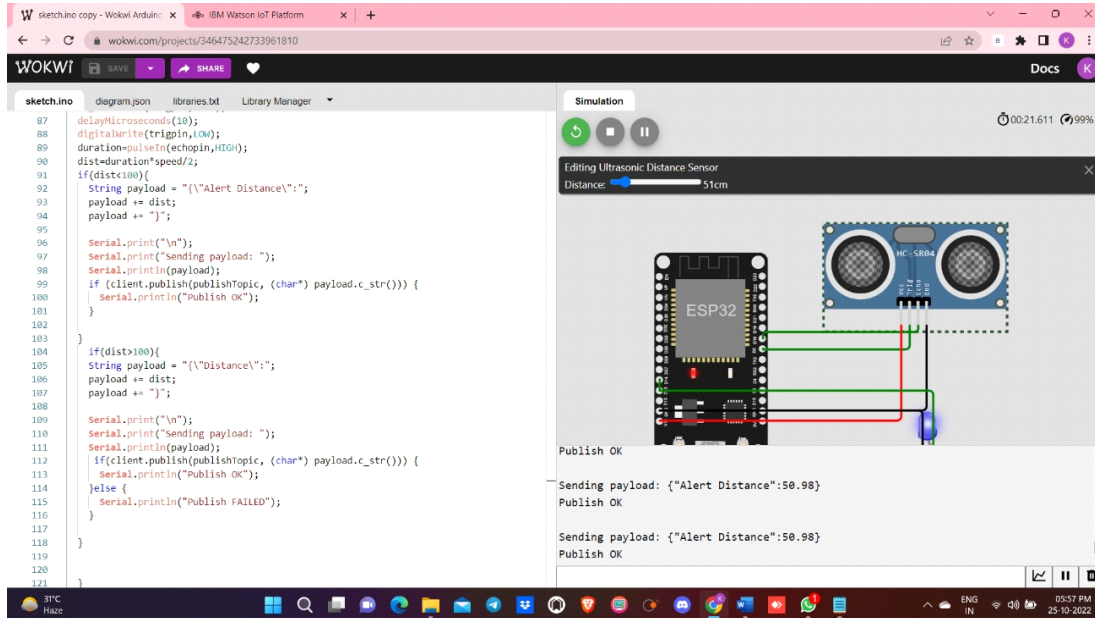 sketch.ino copy - Wokwi Arduino
IBM Watson IoT Platform
wokwi.com/projects/346475242733961810
WOKWI
SAVE
SHARE
Docs
K
sketch.ino
diagram.json
libraries.txt
Library Manager
87 delayMicroseconds(10);
88 digitalWrite(trigpin,LOW);
89 duration=pulseIn(echopin,HIGH);
90 dist=duration*speed/2;
91 if(dist<100){
92 String payload = "{\"Alert Distance\":";
93 payload += dist;
94 payload += "}";
95
96 Serial.print("\n");
97 Serial.print("Sending payload: ");
98 Serial.println(payload);
99 if (client.publish(publishTopic, (char*) payload.c_str())) {
100 Serial.println("Publish OK");
101 }
102
103 }
104 if(dist>100){
105 String payload = "{\"Distance\":";
106 payload += dist;
107 payload += "}";
108
109 Serial.print("\n");
110 Serial.print("Sending payload: ");
111 Serial.println(payload);
112 if(client.publish(publishTopic, (char*) payload.c_str())) {
113 Serial.println("Publish OK");
114 }else {
115 Serial.println("Publish FAILED");
116 }
117
118 }
119
120
121 }
Simulation
00:21.611 99%
Editing Ultrasonic Distance Sensor
Distance: 51cm
HC-SR04
Vcc
Trig
Echo
Gnd
ESP32
Publish OK
Sending payload: {"Alert Distance":50.98}
Publish OK
Sending payload: {"Alert Distance":50.98}
Publish OK
31°C
Haze
ENG
IN
05:57 PM
25-10-2022